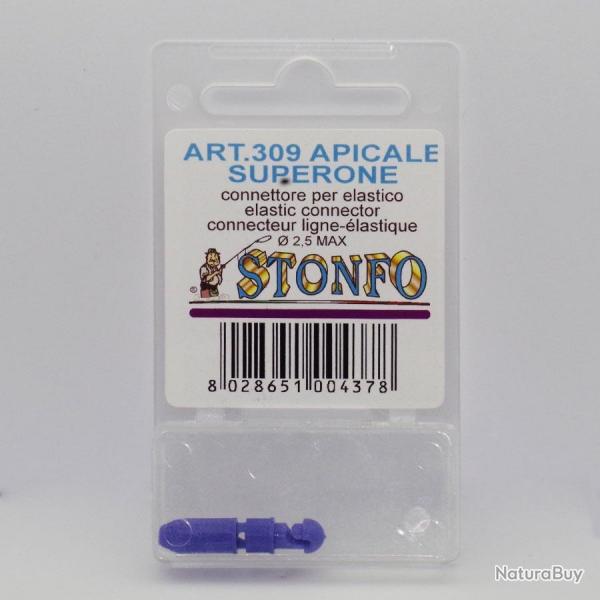 ART.309 APICALE
SUPERONE
connettore per elastico
elastic connector
connecteur ligne-élastique
Ø 2,5 MAX
© STONFO
8 028651 004378
NaturaBuy